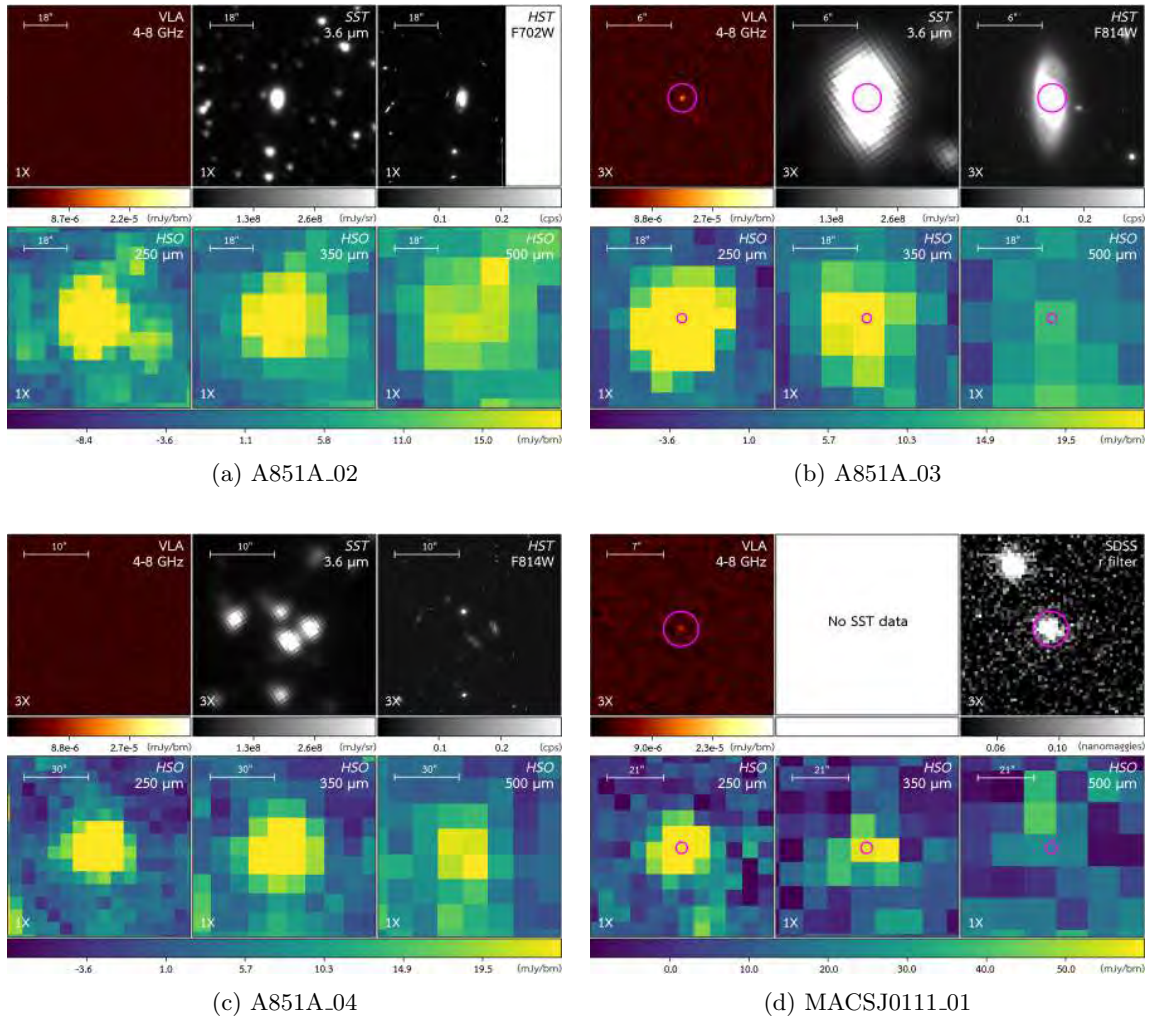 18"
VLA
4-8 GHz
1X
18"
SST
3.6 μm
1X
18"
HST
F702W
1X
8.7e-6 2.2e-5 (mJy/bm)
1.3e8 2.6e8 (mJy/sr)
0.1 0.2 (cps)
18"
HSO
250 μm
1X
18"
HSO
350 μm
1X
18"
HSO
500 μm
1X
-8.4 -3.6 1.1 5.8 11.0 15.0 (mJy/bm)
(a) A851A_02
6"
VLA
4-8 GHz
3X
6"
SST
3.6 μm
3X
6"
HST
F814W
3X
8.8e-6 2.7e-5 (mJy/bm)
1.3e8 2.6e8 (mJy/sr)
0.1 0.2 (cps)
18"
HSO
250 μm
1X
18"
HSO
350 μm
1X
18"
HSO
500 μm
1X
-3.6 1.0 5.7 10.3 14.9 19.5 (mJy/bm)
(b) A851A_03
10"
VLA
4-8 GHz
3X
10"
SST
3.6 μm
3X
10"
HST
F814W
3X
8.8e-6 2.7e-5 (mJy/bm)
1.3e8 2.6e8 (mJy/sr)
0.1 0.2 (cps)
30"
HSO
250 μm
1X
30"
HSO
350 μm
1X
30"
HSO
500 μm
1X
-3.6 1.0 5.7 10.3 14.9 19.5 (mJy/bm)
(c) A851A_04
7"
VLA
4-8 GHz
3X
No SST data
SDSS
r filter
3X
9.0e-6 2.3e-5 (mJy/bm)
0.06 0.10 (nanomaggies)
21"
HSO
250 μm
1X
21"
HSO
350 μm
1X
21"
HSO
500 μm
1X
0.0 10.0 20.0 30.0 40.0 50.0 (mJy/bm)
(d) MACSJ0111_01